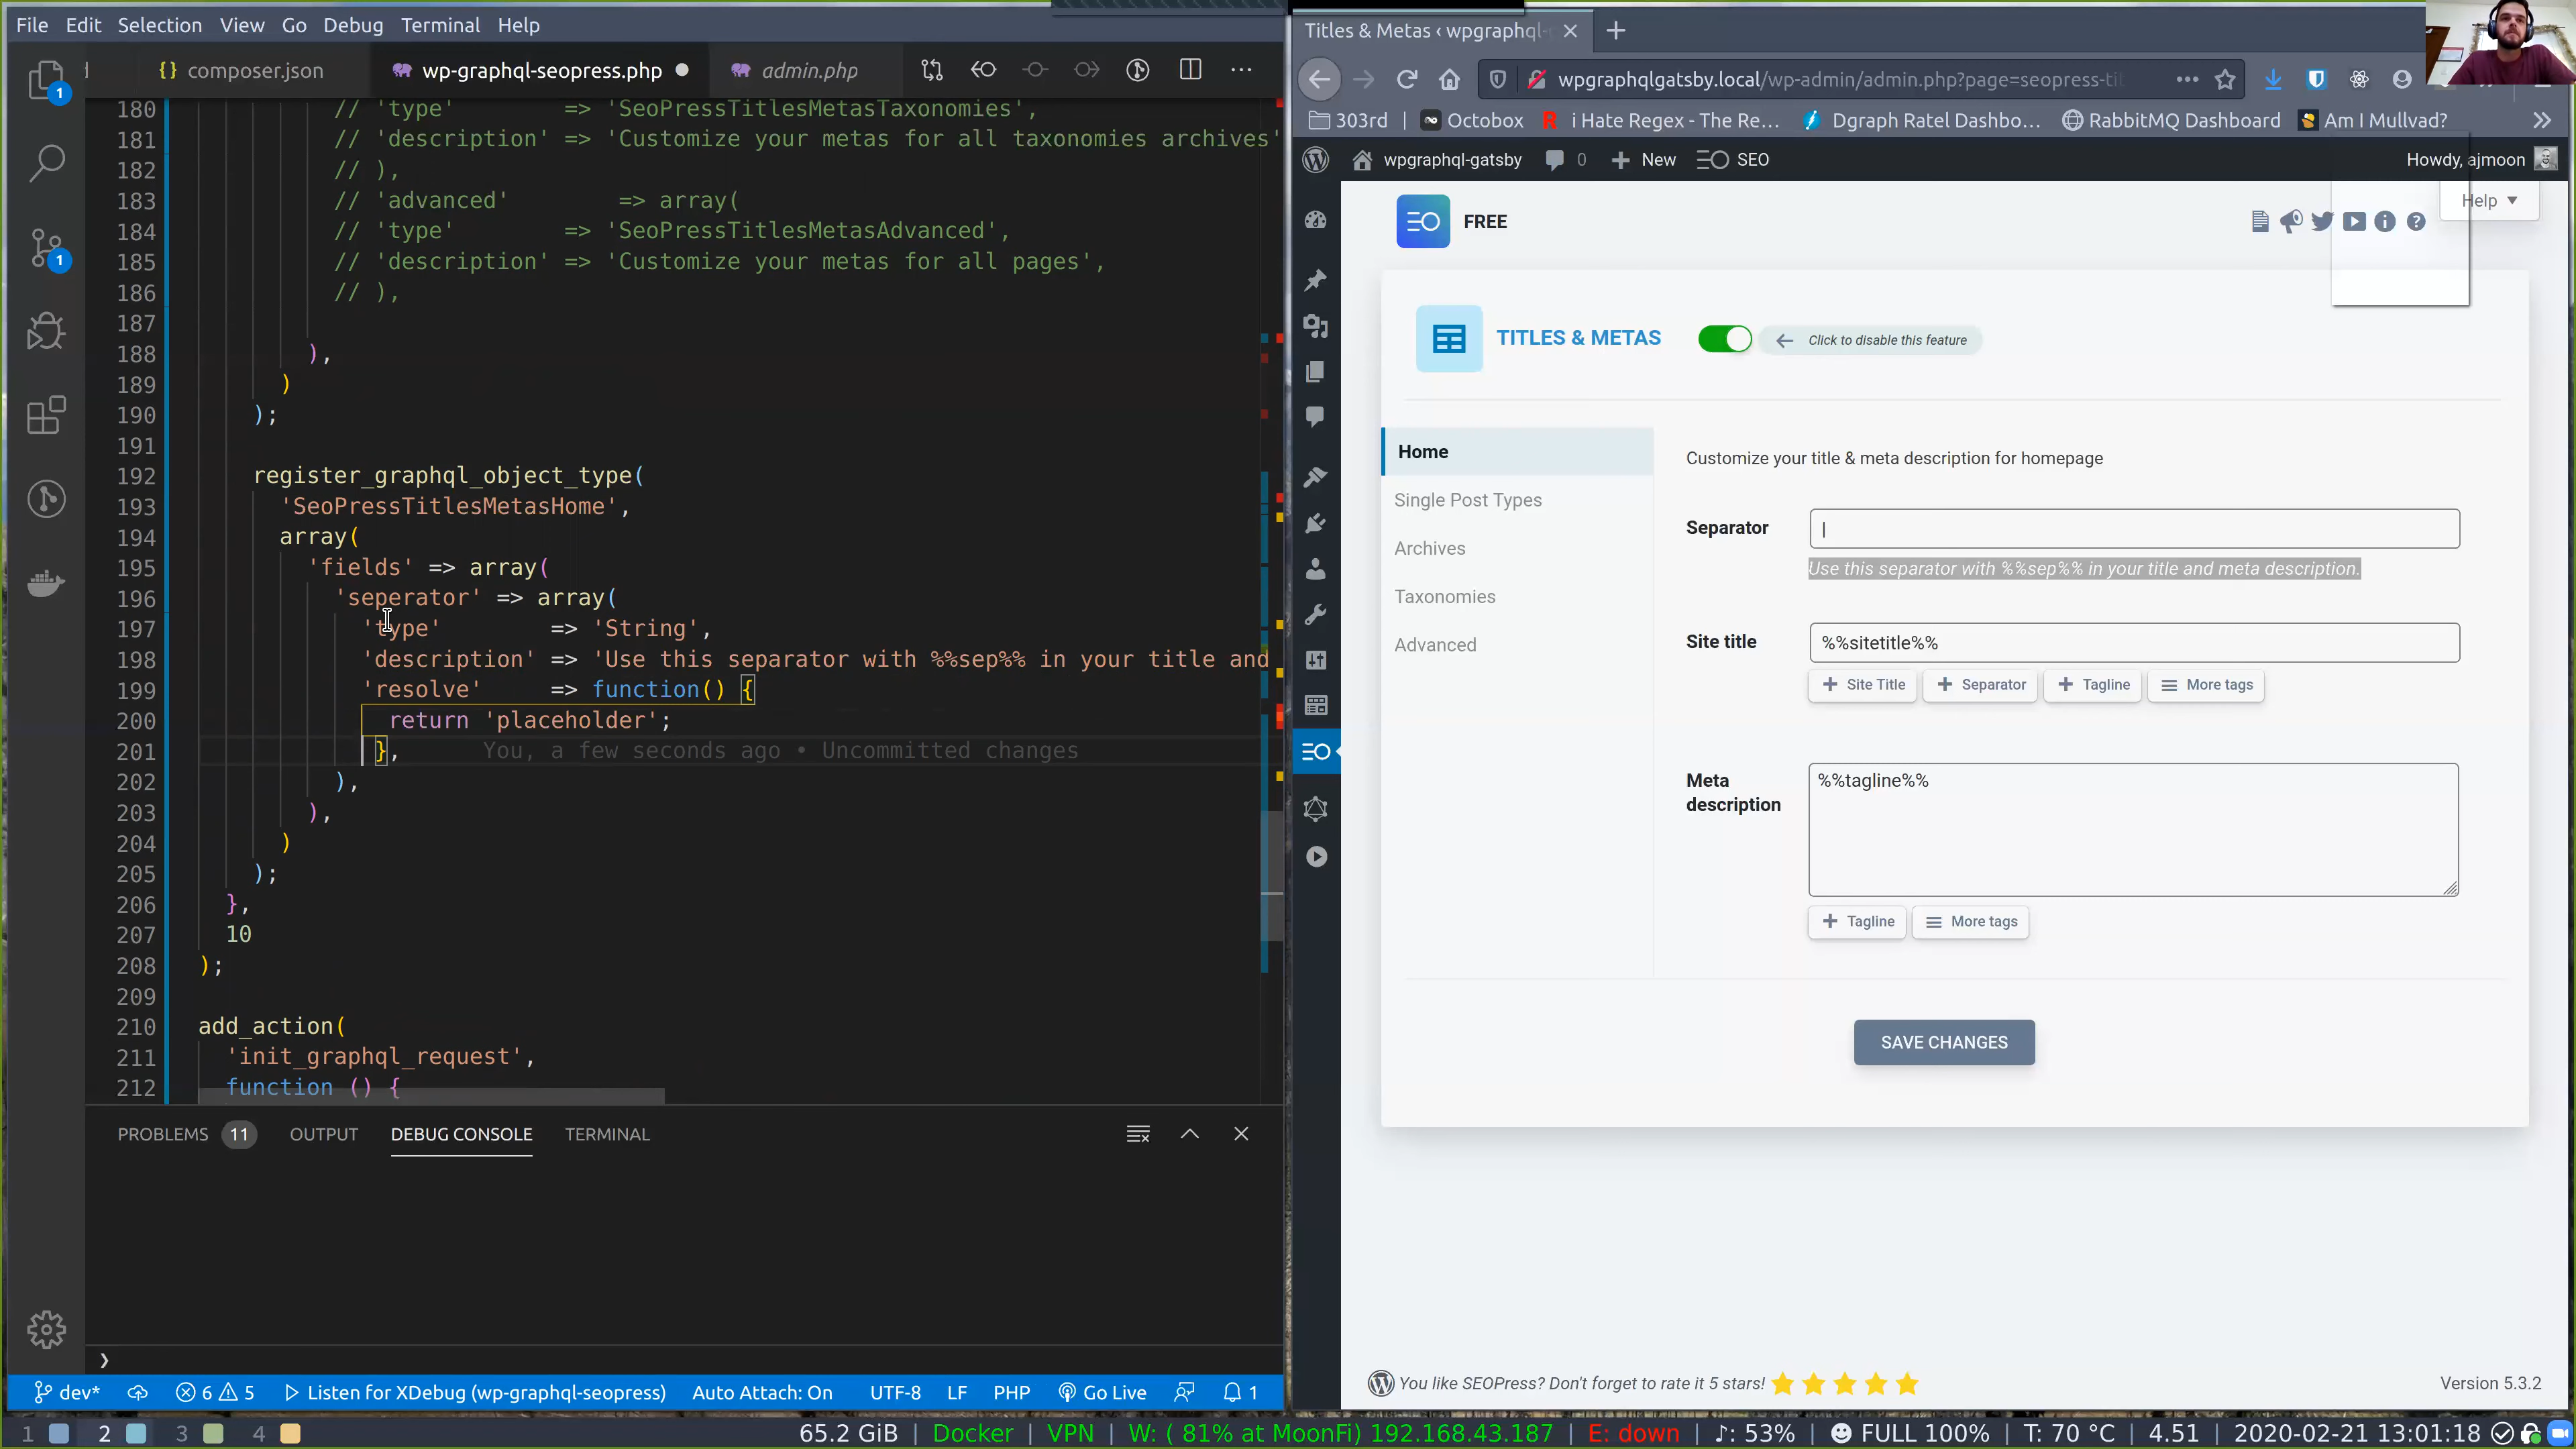 File Edit Selection View Go Debug Terminal Help
{} composer.json wp-graphql-seopress.php admin.php
180 // 'type' => 'SeoPressTitlesMetasTaxonomies',
181 // 'description' => 'Customize your metas for all taxonomies archives'
182 // ),
183 // 'advanced' => array(
184 // 'type' => 'SeoPressTitlesMetasAdvanced',
185 // 'description' => 'Customize your metas for all pages',
186 // ),
187
188 ),
189 )
190 );
191
192 register_graphql_object_type(
193 'SeoPressTitlesMetasHome',
194 array(
195 'fields' => array(
196 'seperator' => array(
197 'type' => 'String',
198 'description' => 'Use this separator with %%sep%% in your title and
199 'resolve' => function() {
200 return 'placeholder';
201 }, You, a few seconds ago • Uncommitted changes
202 ),
203 ),
204 )
205 );
206 },
207 10
208 );
209
210 add_action(
211 'init_graphql_request',
212 function () {
PROBLEMS 11 OUTPUT DEBUG CONSOLE TERMINAL
dev* 6 5 Listen for XDebug (wp-graphql-seopress) Auto Attach: On UTF-8 LF PHP Go Live 1
Titles & Metas ‹ wpgraphql-
wpgraphqlgatsby.local/wp-admin/admin.php?page=seopress-tit
303rd | Octobox i Hate Regex - The Re... Dgraph Ratel Dashbo... RabbitMQ Dashboard Am I Mullvad?
wpgraphql-gatsby 0 New SEO Howdy, ajmoon
FREE
Help
TITLES & METAS Click to disable this feature
Home
Single Post Types
Archives
Taxonomies
Advanced
Customize your title & meta description for homepage
Separator |
Use this separator with %%sep%% in your title and meta description.
Site title %%sitetitle%%
+ Site Title + Separator + Tagline More tags
Meta description %%tagline%%
+ Tagline More tags
SAVE CHANGES
You like SEOPress? Don't forget to rate it 5 stars!
Version 5.3.2
1 2 3 4 65.2 GiB | Docker | VPN | W: ( 81% at MoonFi) 192.168.43.187 | E: down | ♪: 53% | FULL 100% | T: 70 °C | 4.51 | 2020-02-21 13:01:18